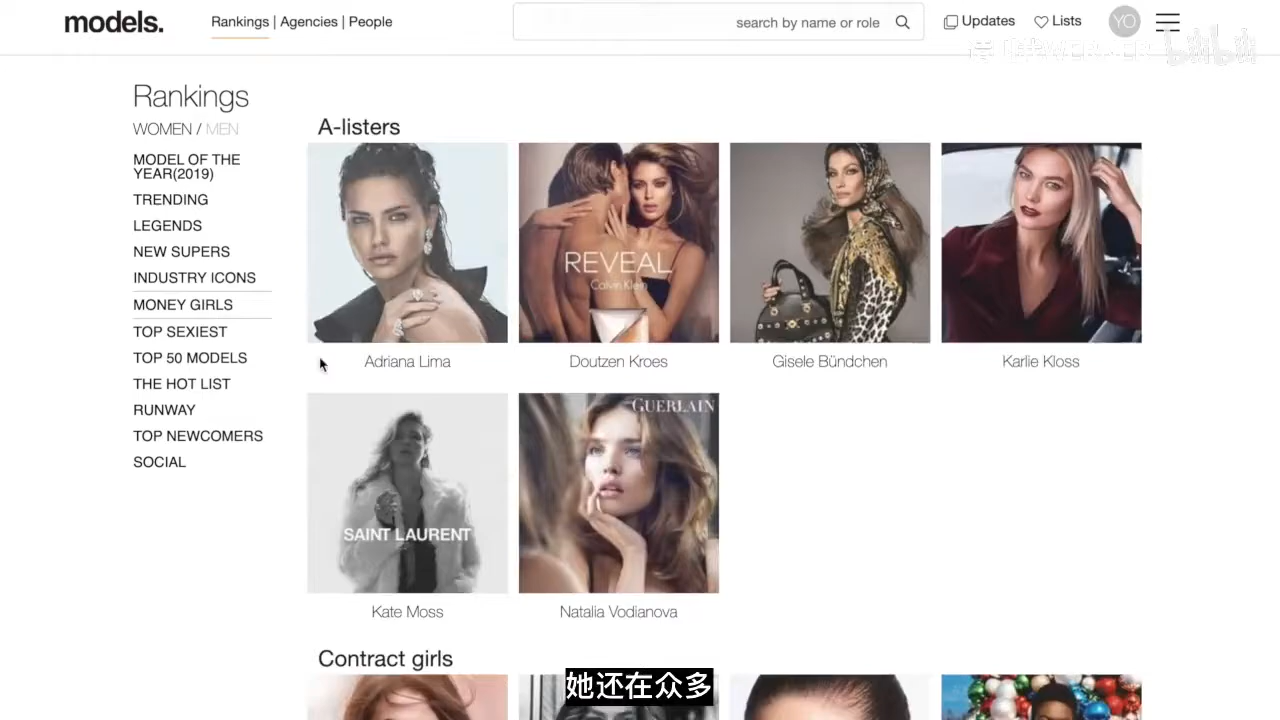 models.
Rankings | Agencies | People
search by name or role
Updates
Lists
YO
bilibili
Rankings
WOMEN / MEN
MODEL OF THE
YEAR(2019)
TRENDING
LEGENDS
NEW SUPERS
INDUSTRY ICONS
MONEY GIRLS
TOP SEXIEST
TOP 50 MODELS
THE HOT LIST
RUNWAY
TOP NEWCOMERS
SOCIAL
A-listers
REVEAL
Calvin Klein
Adriana Lima
Doutzen Kroes
Gisele Bündchen
Karlie Kloss
SAINT LAURENT
GUERLAIN
Kate Moss
Natalia Vodianova
Contract girls
她还在众多